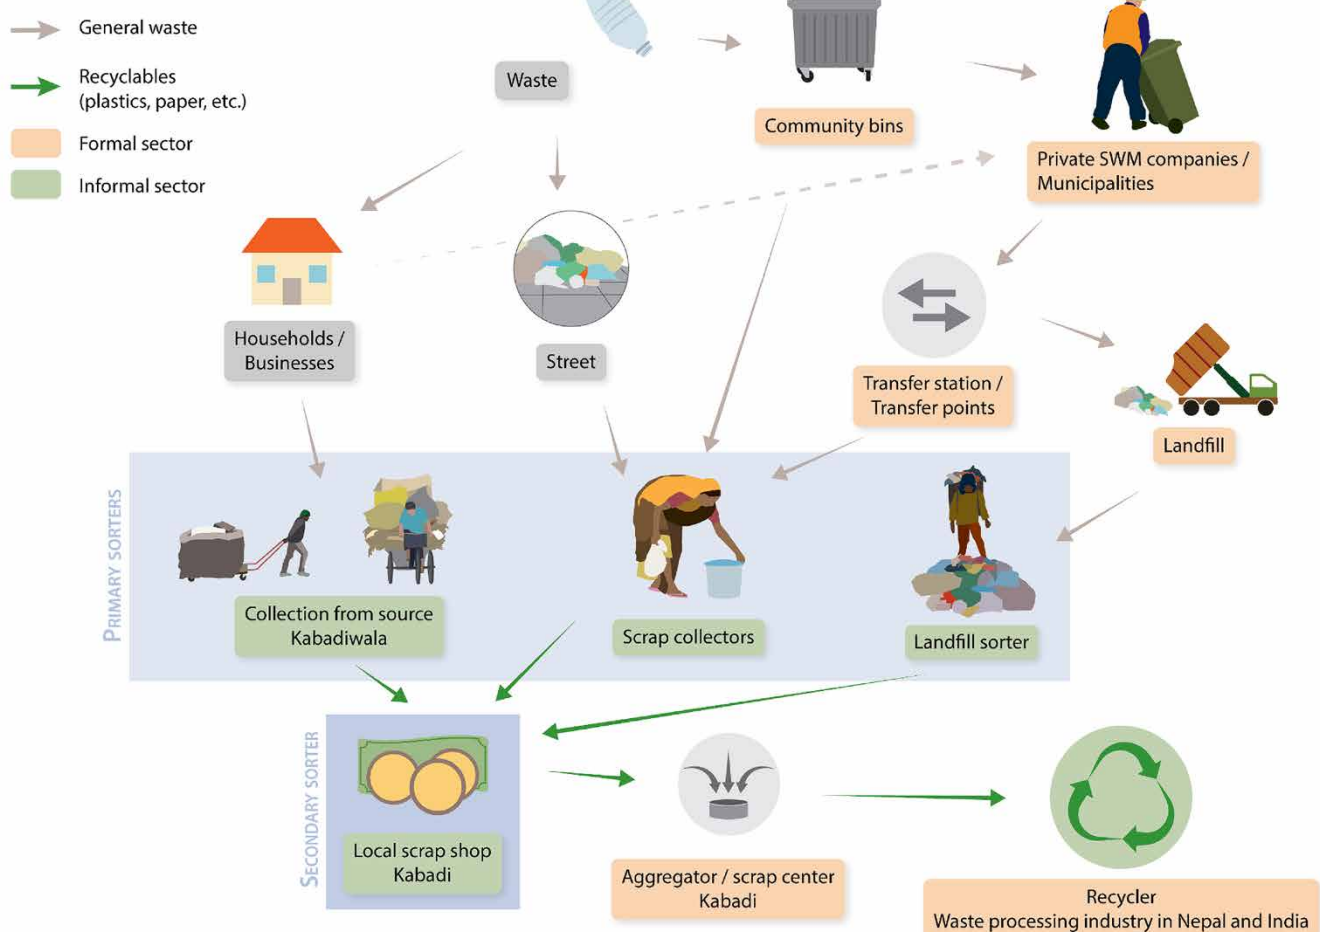 General waste
Recyclables
(plastics, paper, etc.)
Formal sector
Informal sector
Waste
Community bins
Private SWM companies /
Municipalities
Households /
Businesses
Street
Transfer station /
Transfer points
Landfill
PRIMARY SORTERS
Collection from source
Kabadiwala
Scrap collectors
Landfill sorter
SECONDARY SORTER
Local scrap shop
Kabadi
Aggregator / scrap center
Kabadi
Recycler
Waste processing industry in Nepal and India